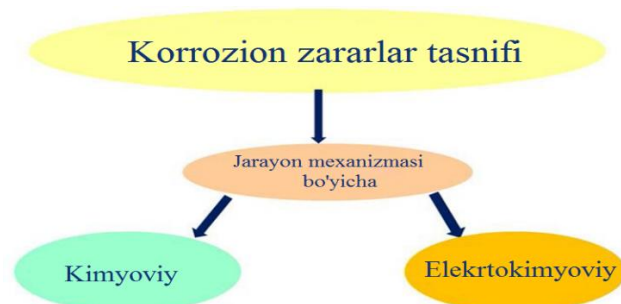 Korrozion zararlar tasnifi
Jarayon mexanizmasi
bo'yicha
Kimyoviy
Elekrtokimyoviy